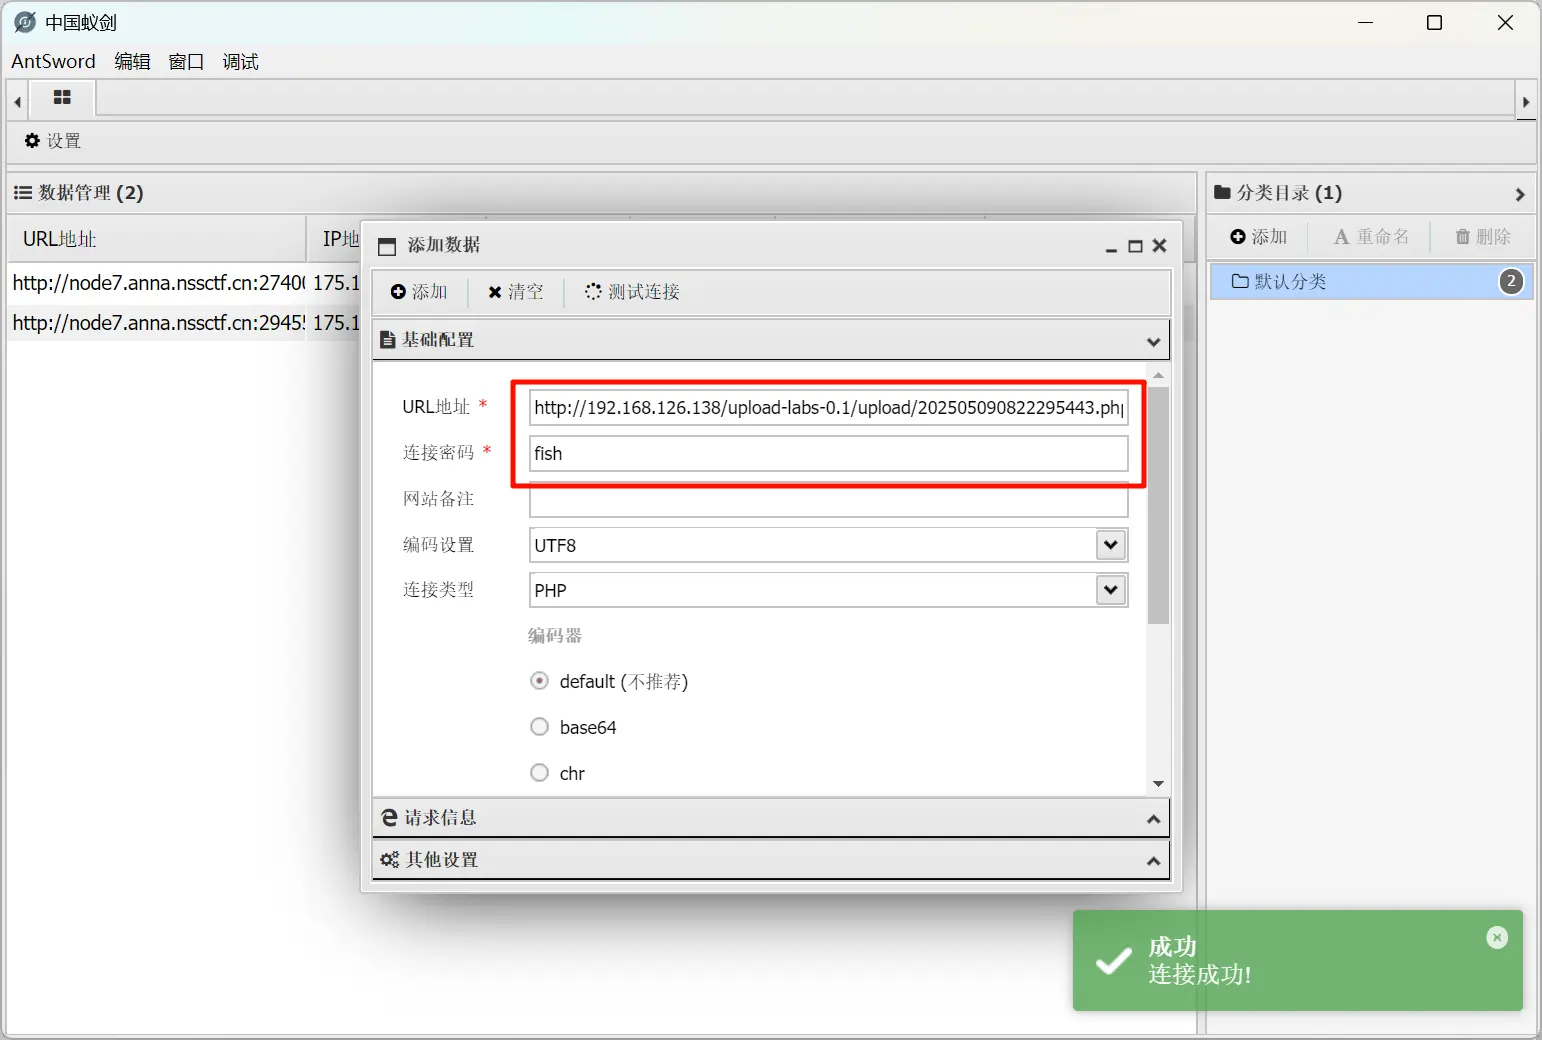 中国蚁剑
AntSword 编辑 窗口 调试
设置
数据管理 (2)
URL地址 IP地
http://node7.anna.nssctf.cn:2740 175.1
http://node7.anna.nssctf.cn:2945 175.1
分类目录 (1)
添加 重命名 删除
默认分类 2
添加数据
添加 清空 测试连接
基础配置
URL地址 * http://192.168.126.138/upload-labs-0.1/upload/202505090822295443.php
连接密码 * fish
网站备注
编码设置 UTF8
连接类型 PHP
编码器
default (不推荐)
base64
chr
请求信息
其他设置
成功
连接成功!